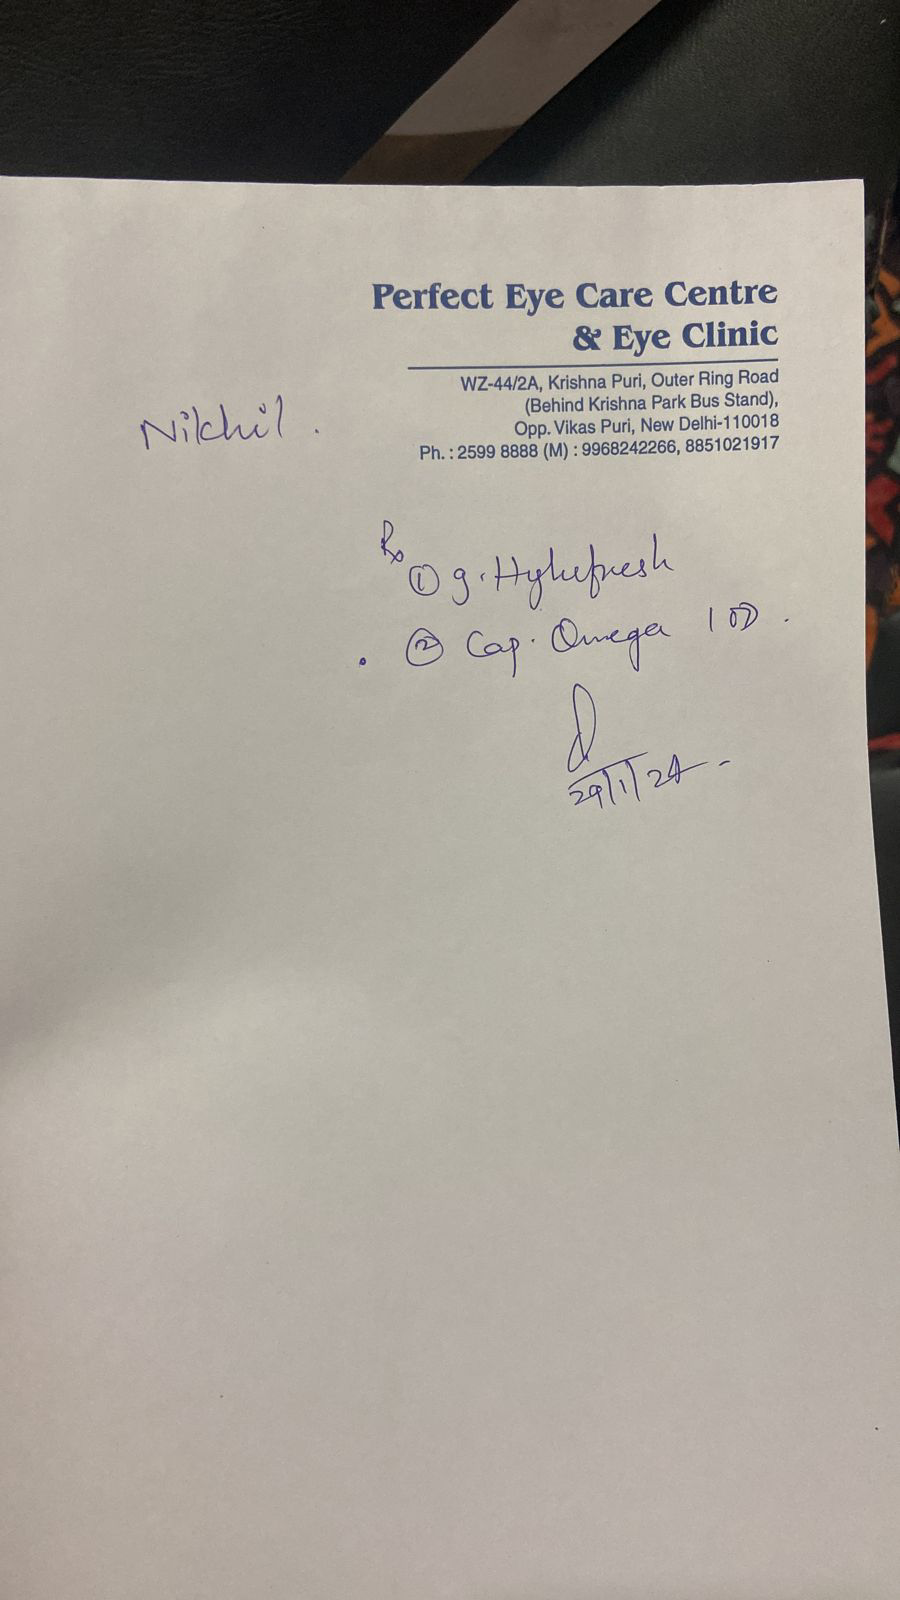 Perfect Eye Care Centre
& Eye Clinic
WZ-44/2A, Krishna Puri, Outer Ring Road
(Behind Krishna Park Bus Stand),
Opp. Vikas Puri, New Delhi-110018
Ph. : 2599 8888 (M) : 9968242266, 8851021917
Nikhil.
Rx
① g. Hylrefresh
② Cap. Omega 1 OD.
29/1/24